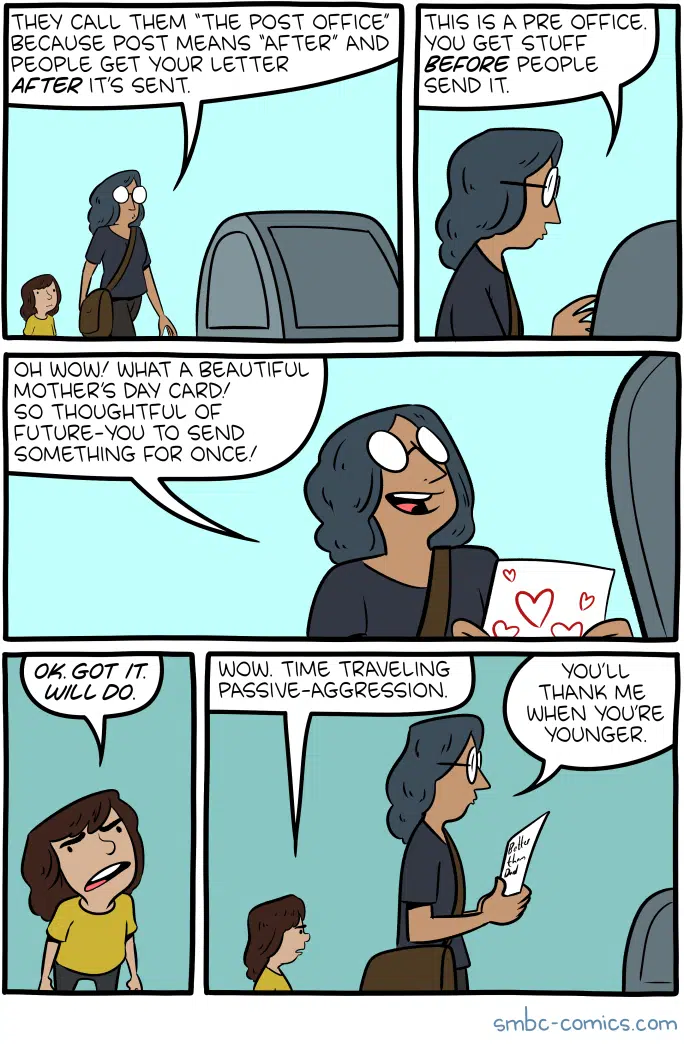 THEY CALL THEM "THE POST OFFICE"
BECAUSE POST MEANS "AFTER" AND
PEOPLE GET YOUR LETTER
AFTER IT'S SENT.
THIS IS A PRE OFFICE.
YOU GET STUFF
BEFORE PEOPLE
SEND IT.
OH WOW! WHAT A BEAUTIFUL
MOTHER'S DAY CARD!
SO THOUGHTFUL OF
FUTURE-YOU TO SEND
SOMETHING FOR ONCE!
OK. GOT IT.
WILL DO.
WOW. TIME TRAVELING
PASSIVE-AGGRESSION.
YOU'LL
THANK ME
WHEN YOU'RE
YOUNGER.
Better
than
Dad
smbc-comics.com